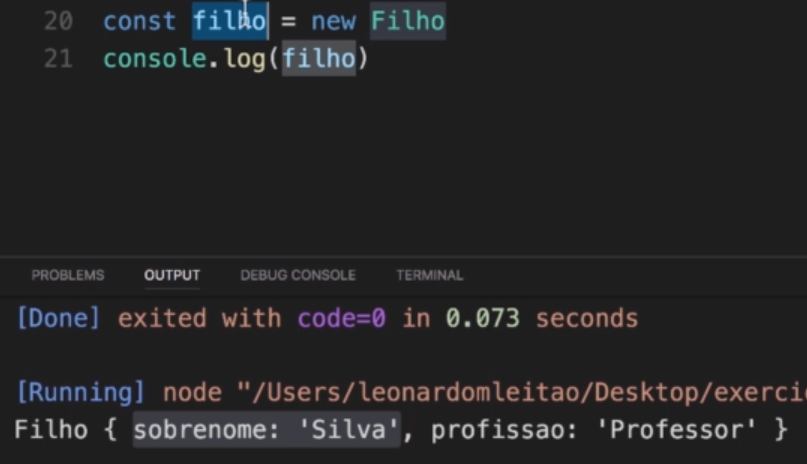 20 const filho = new Filho
21 console.log(filho)
PROBLEMS OUTPUT DEBUG CONSOLE TERMINAL
[Done] exited with code=0 in 0.073 seconds
[Running] node "/Users/leonardomleitao/Desktop/exerci
Filho { sobrenome: 'Silva', profissao: 'Professor' }